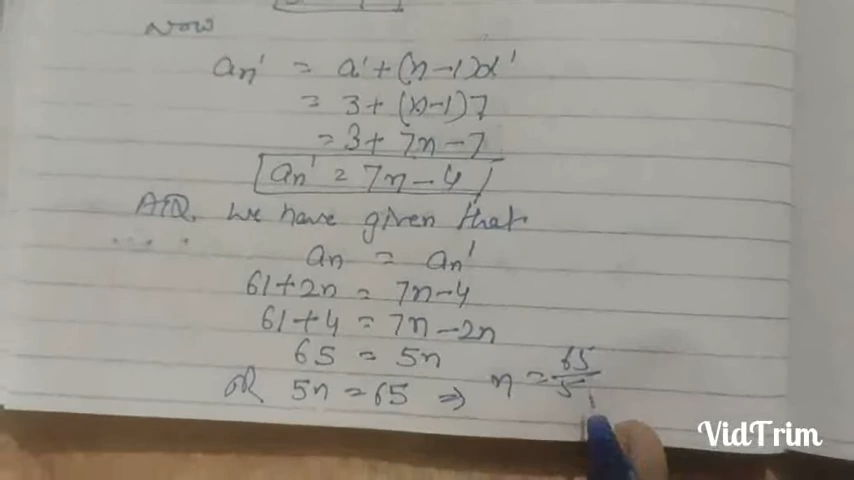 Now
an' = a' + (n-1)d'
= 3 + (n-1)7
= 3 + 7n - 7
an' = 7n - 4
ATQ. we have given that
an = an'
61+2n = 7n-4
61+4 = 7n-2n
65 = 5n
OR 5n = 65 ⇒ n = 65/5
VidTrim